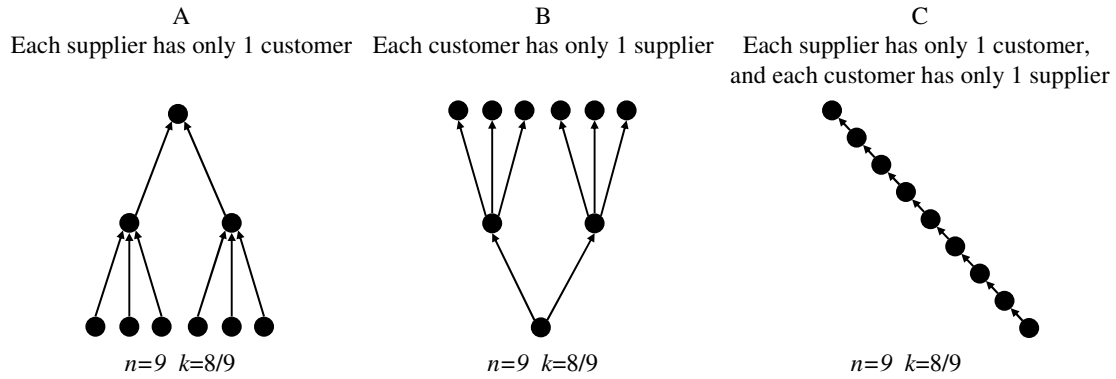 A
Each supplier has only 1 customer
B
Each customer has only 1 supplier
C
Each supplier has only 1 customer,
and each customer has only 1 supplier
n=9 k=8/9
n=9 k=8/9
n=9 k=8/9